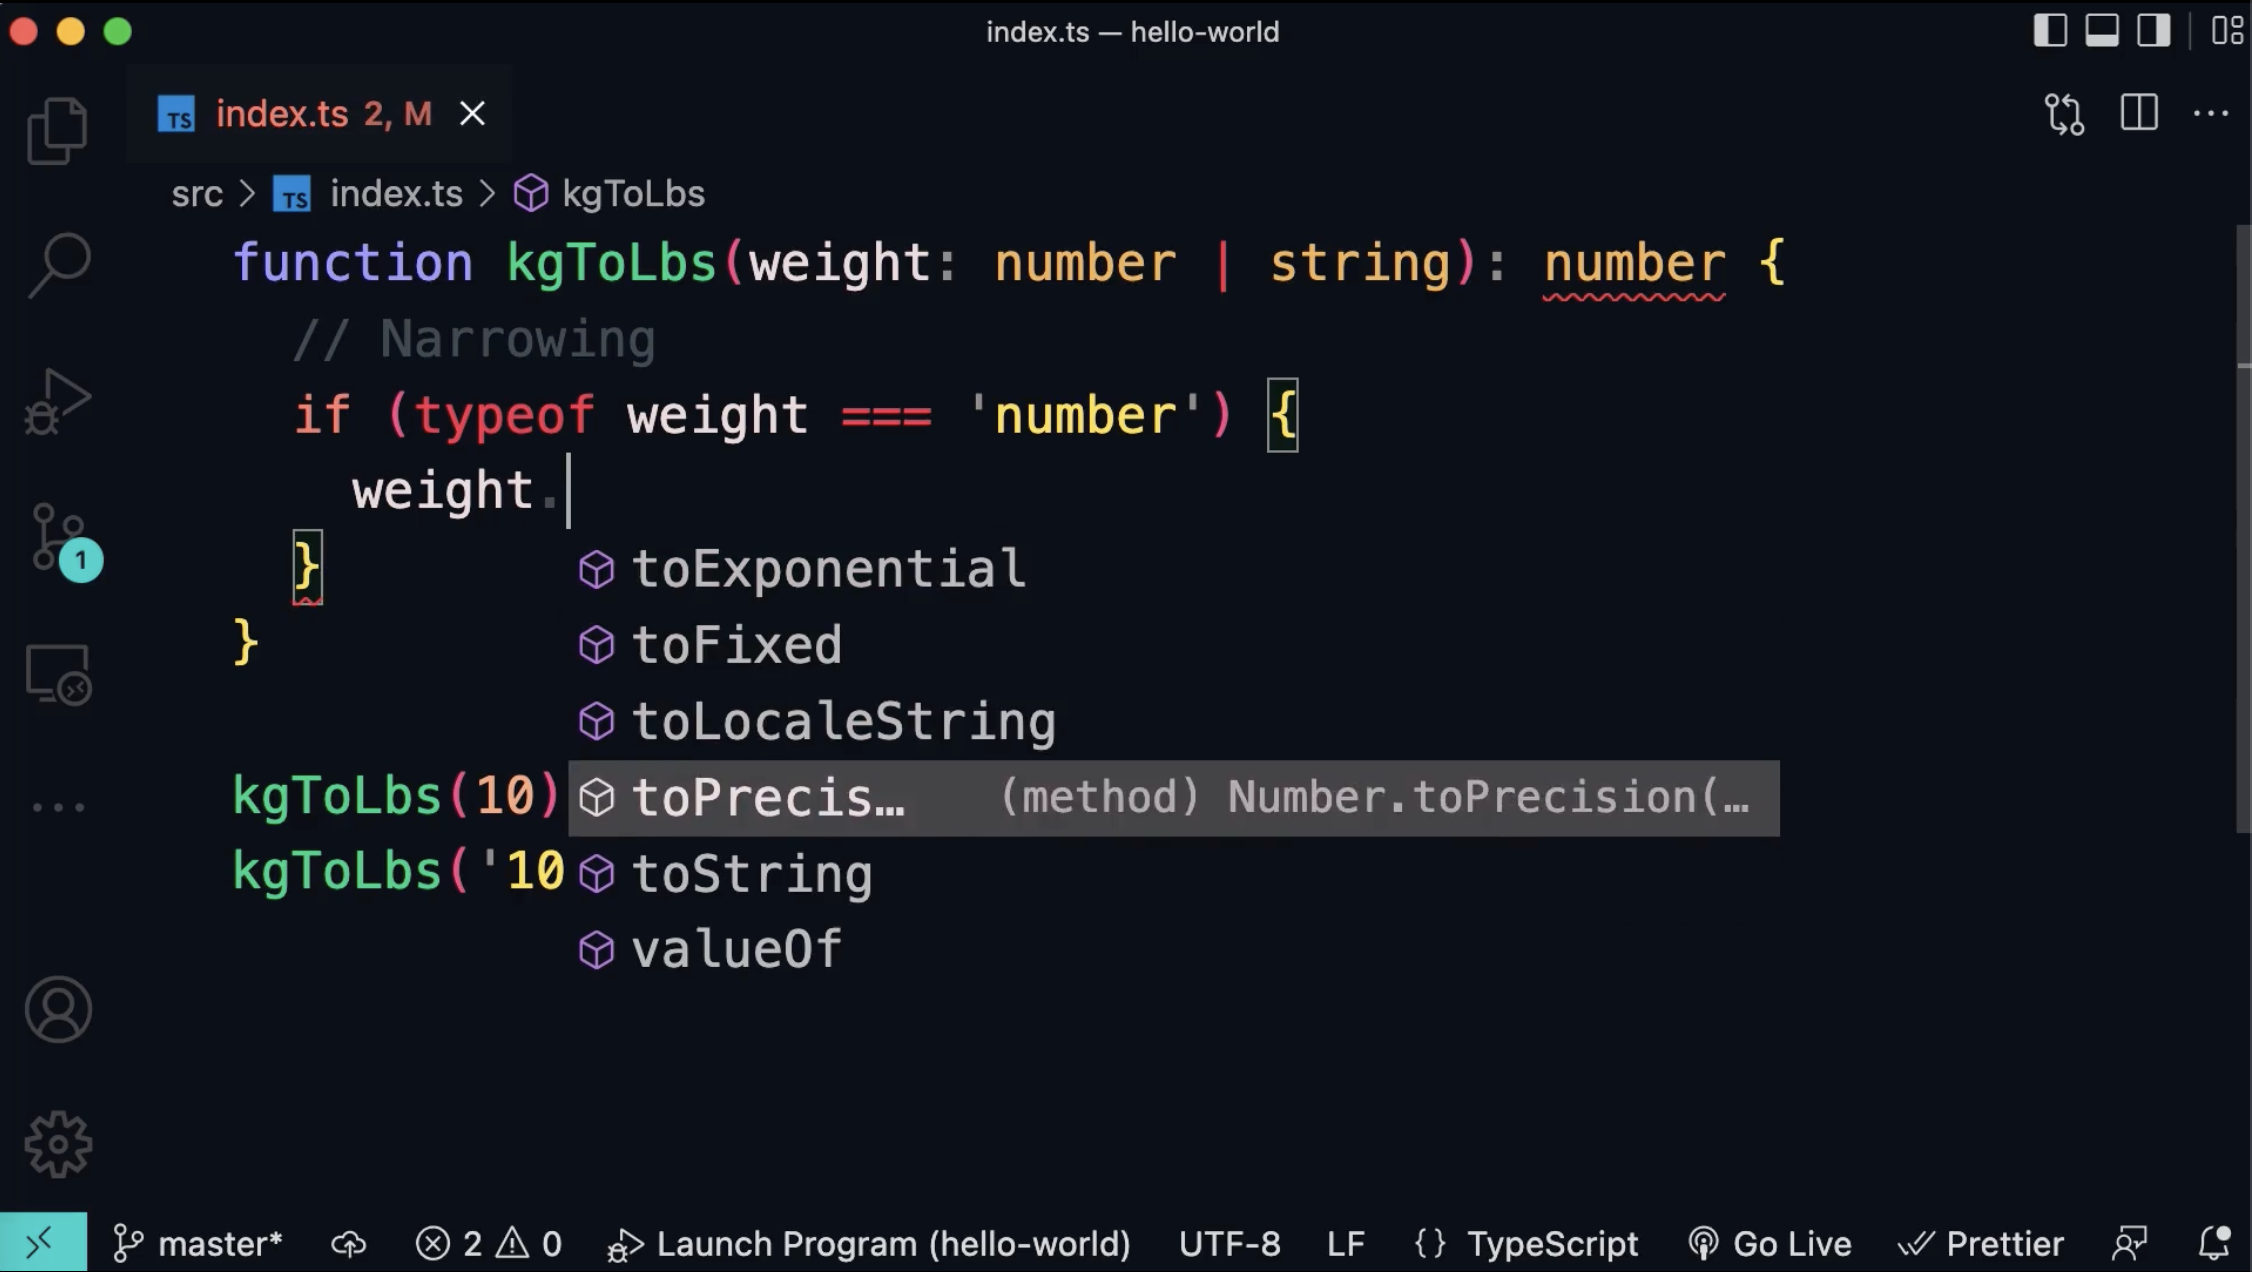 index.ts — hello-world
TS index.ts 2, M
src > TS index.ts > kgToLbs
function kgToLbs(weight: number | string): number {
// Narrowing
if (typeof weight === 'number') {
weight.
}
toExponential
toFixed
}
toLocaleString
kgToLbs(10) toPrecis… (method) Number.toPrecision(…
kgToLbs('10 toString
valueOf
1
master* 2 0 Launch Program (hello-world) UTF-8 LF {} TypeScript Go Live Prettier